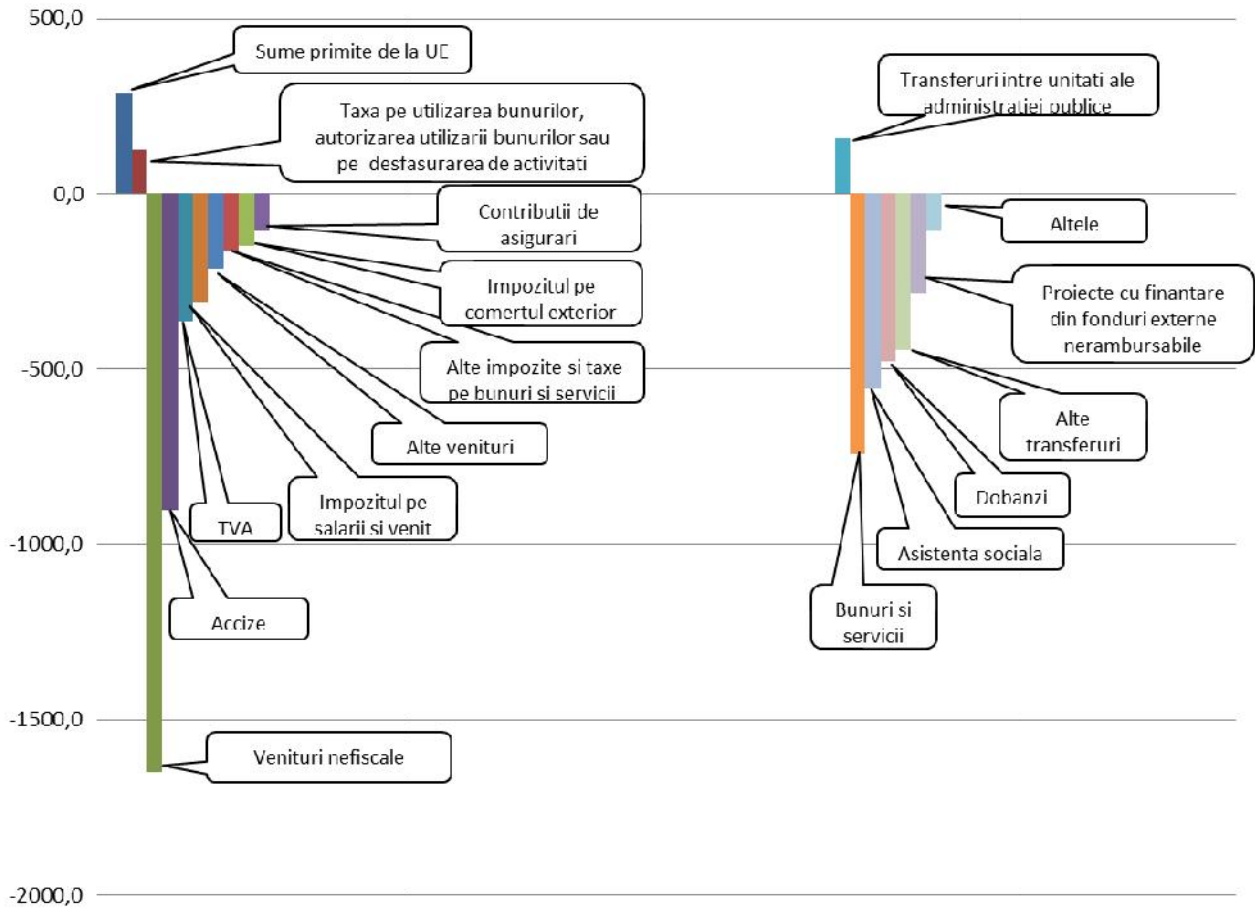 500,0
0,0
-500,0
-1000,0
-1500,0
-2000,0
Sume primite de la UE
Taxa pe utilizarea bunurilor,
autorizarea utilizarii bunurilor sau
pe desfasurarea de activitati
Contributii de
asigurari
Impozitul pe
comertul exterior
Alte impozite si taxe
pe bunuri si servicii
Alte venituri
Impozitul pe
salarii si venit
TVA
Accize
Venituri nefiscale
Transferuri intre unitati ale
administratiei publice
Altele
Proiecte cu finantare
din fonduri externe
nerambursabile
Alte
transferuri
Dobanzi
Asistenta sociala
Bunuri si
servicii